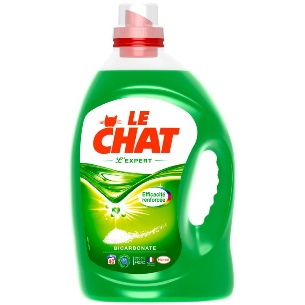 LE
CHAT
L'EXPERT
Efficacité
renforcée
BICARBONATE